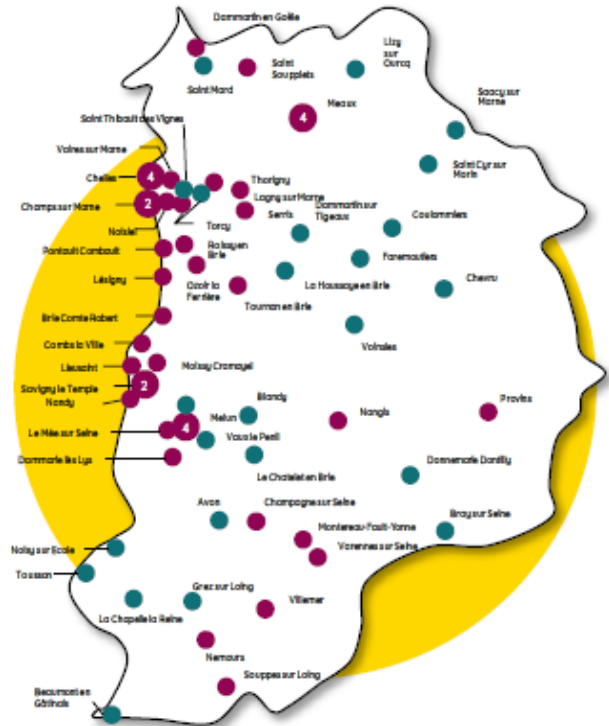 Dammartin en Goële
Lizy
sur
Ourcq
Saint
Soupplets
Saint Mard
Saacy sur
Marne
Meaux
4
Saint Thibault des Vignes
Vaires sur Marne
Saint Cyr sur
Morin
Chelles
4
Thorigny
Lagny sur Marne
Champs sur Marne
2
Serris
Dammartin sur
Tigeaux
Coulommiers
Noisiel
Torcy
Pontault Combault
Roissy en
Brie
Faremoutiers
Lésigny
Ozoir la
Ferrière
La Houssaye en Brie
Chevru
Tournan en Brie
Brie Comte Robert
Voinsles
Combs la Ville
Lieusaint
Moissy Cramayel
Savigny le Temple
2
Nandy
Blandy
Nangis
Provins
Melun
4
Le Mée sur Seine
Vaux le Penil
Dammarie les Lys
Le Chatelet en Brie
Donnemarie Dontilly
Avon
Champagne sur Seine
Montereau-Fault-Yonne
Bray sur Seine
Varennes sur Seine
Noisy sur Ecole
Tousson
Grez sur Loing
Villemer
La Chapelle la Reine
Nemours
Souppes sur Loing
Beaumont en
Gâtinais